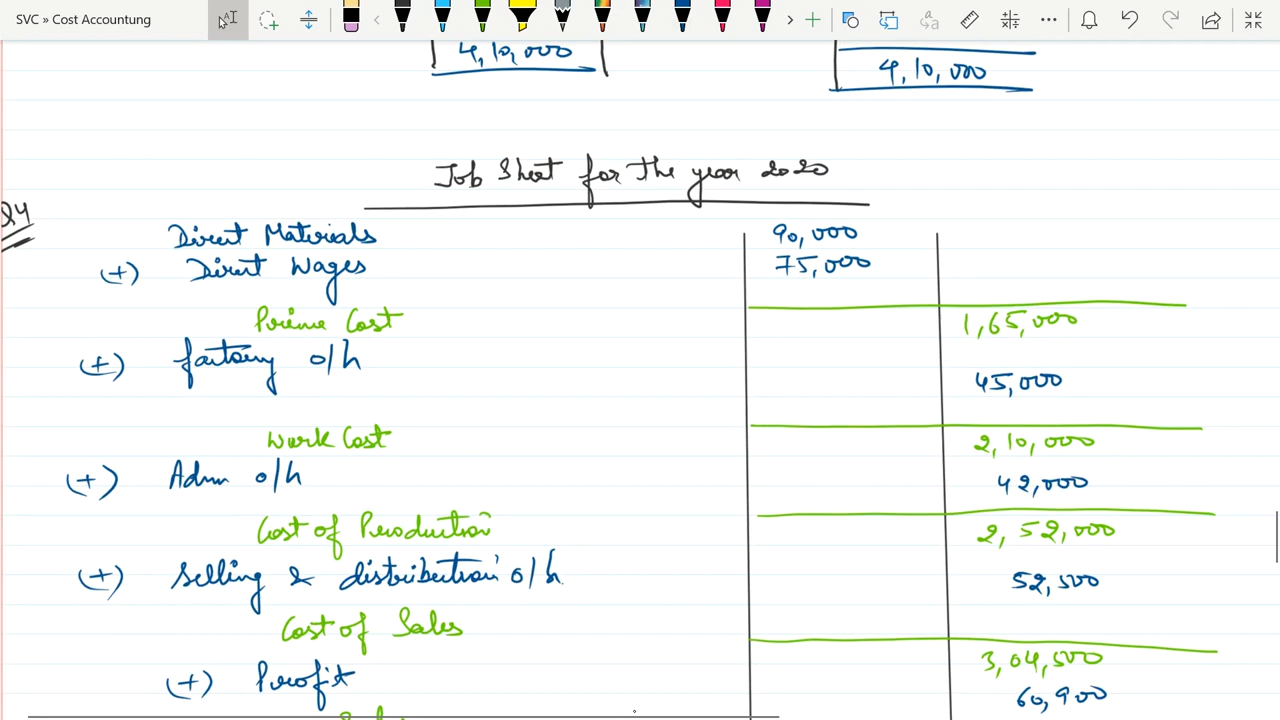 SVC » Cost Accountung
4,10,000 4,10,000
Job Sheet for the year 2020
Q4
Direct Materials 90,000
(+) Direct Wages 75,000
Prime Cost 1,65,000
(+) factory o/h 45,000
Work Cost 2,10,000
(+) Adm o/h 42,000
Cost of Production 2,52,000
(+) Selling & distribution o/h 52,500
Cost of Sales 3,04,500
(+) Profit 60,900